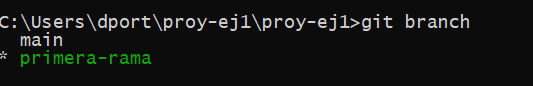 C:\Users\dport\proy-ej1\proy-ej1>git branch
  main
* primera-rama